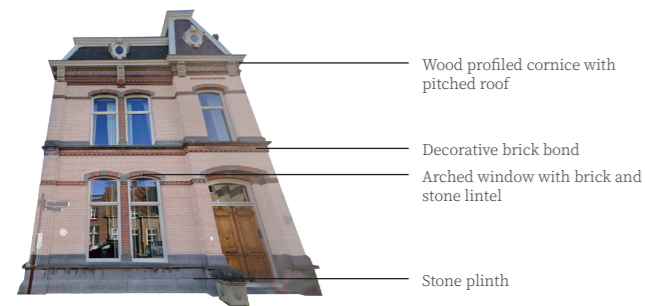 Wood profiled cornice with
pitched roof
Decorative brick bond
Arched window with brick and
stone lintel
Stone plinth